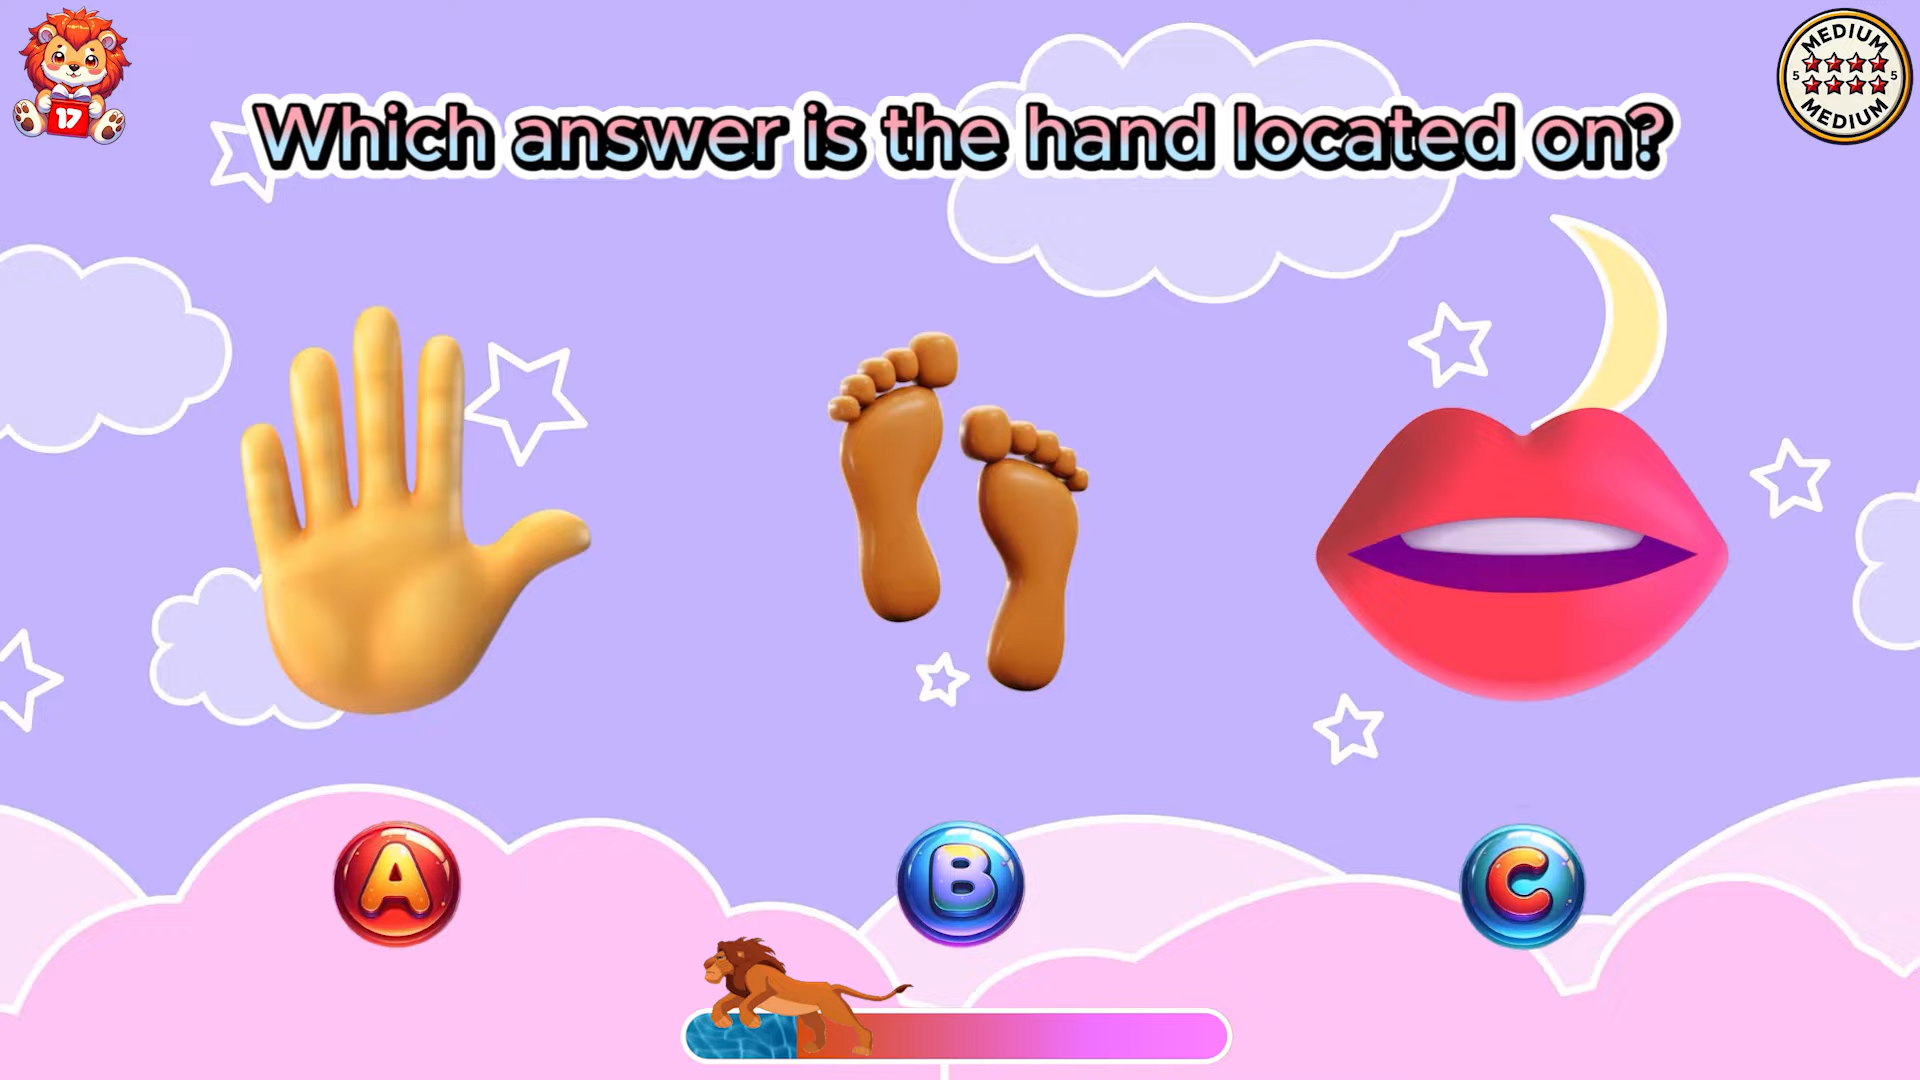 17
MEDIUM
5 5
MEDIUM
Which answer is the hand located on?
A
B
C